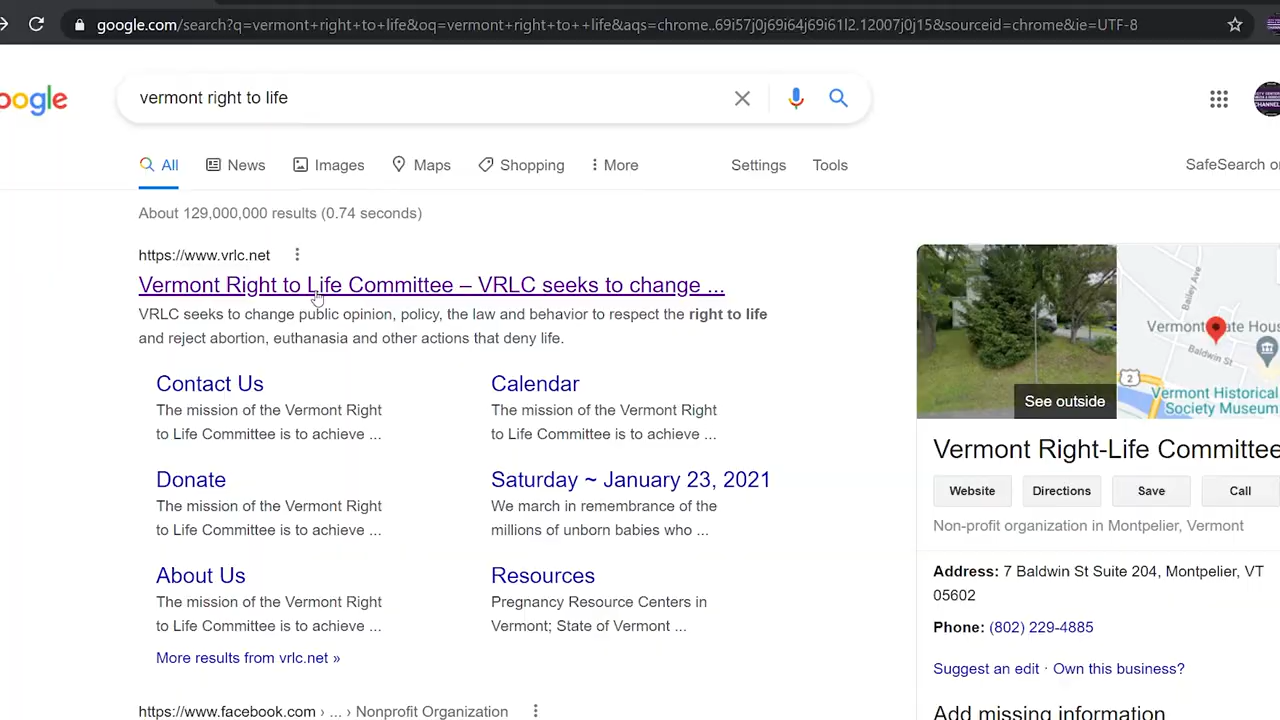 google.com/search?q=vermont+right+to+life&oq=vermont+right+to++life&aqs=chrome..69i57j0j69i64j69i61l2.12007j0j15&sourceid=chrome&ie=UTF-8
oogle
vermont right to life
All
News
Images
Maps
Shopping
More
Settings
Tools
SafeSearch on
About 129,000,000 results (0.74 seconds)
https://www.vrlc.net
Vermont Right to Life Committee – VRLC seeks to change ...
VRLC seeks to change public opinion, policy, the law and behavior to respect the right to life
and reject abortion, euthanasia and other actions that deny life.
Contact Us
The mission of the Vermont Right
to Life Committee is to achieve ...
Calendar
The mission of the Vermont Right
to Life Committee is to achieve ...
Donate
The mission of the Vermont Right
to Life Committee is to achieve ...
Saturday ~ January 23, 2021
We march in remembrance of the
millions of unborn babies who ...
About Us
The mission of the Vermont Right
to Life Committee is to achieve ...
Resources
Pregnancy Resource Centers in
Vermont; State of Vermont ...
More results from vrlc.net »
https://www.facebook.com › ... › Nonprofit Organization
See outside
Bailey Ave
Vermont State Hous
Baldwin St
2
Vermont Historical
Society Museum
Vermont Right-Life Committee
Website
Directions
Save
Call
Non-profit organization in Montpelier, Vermont
Address: 7 Baldwin St Suite 204, Montpelier, VT
05602
Phone: (802) 229-4885
Suggest an edit · Own this business?
Add missing information